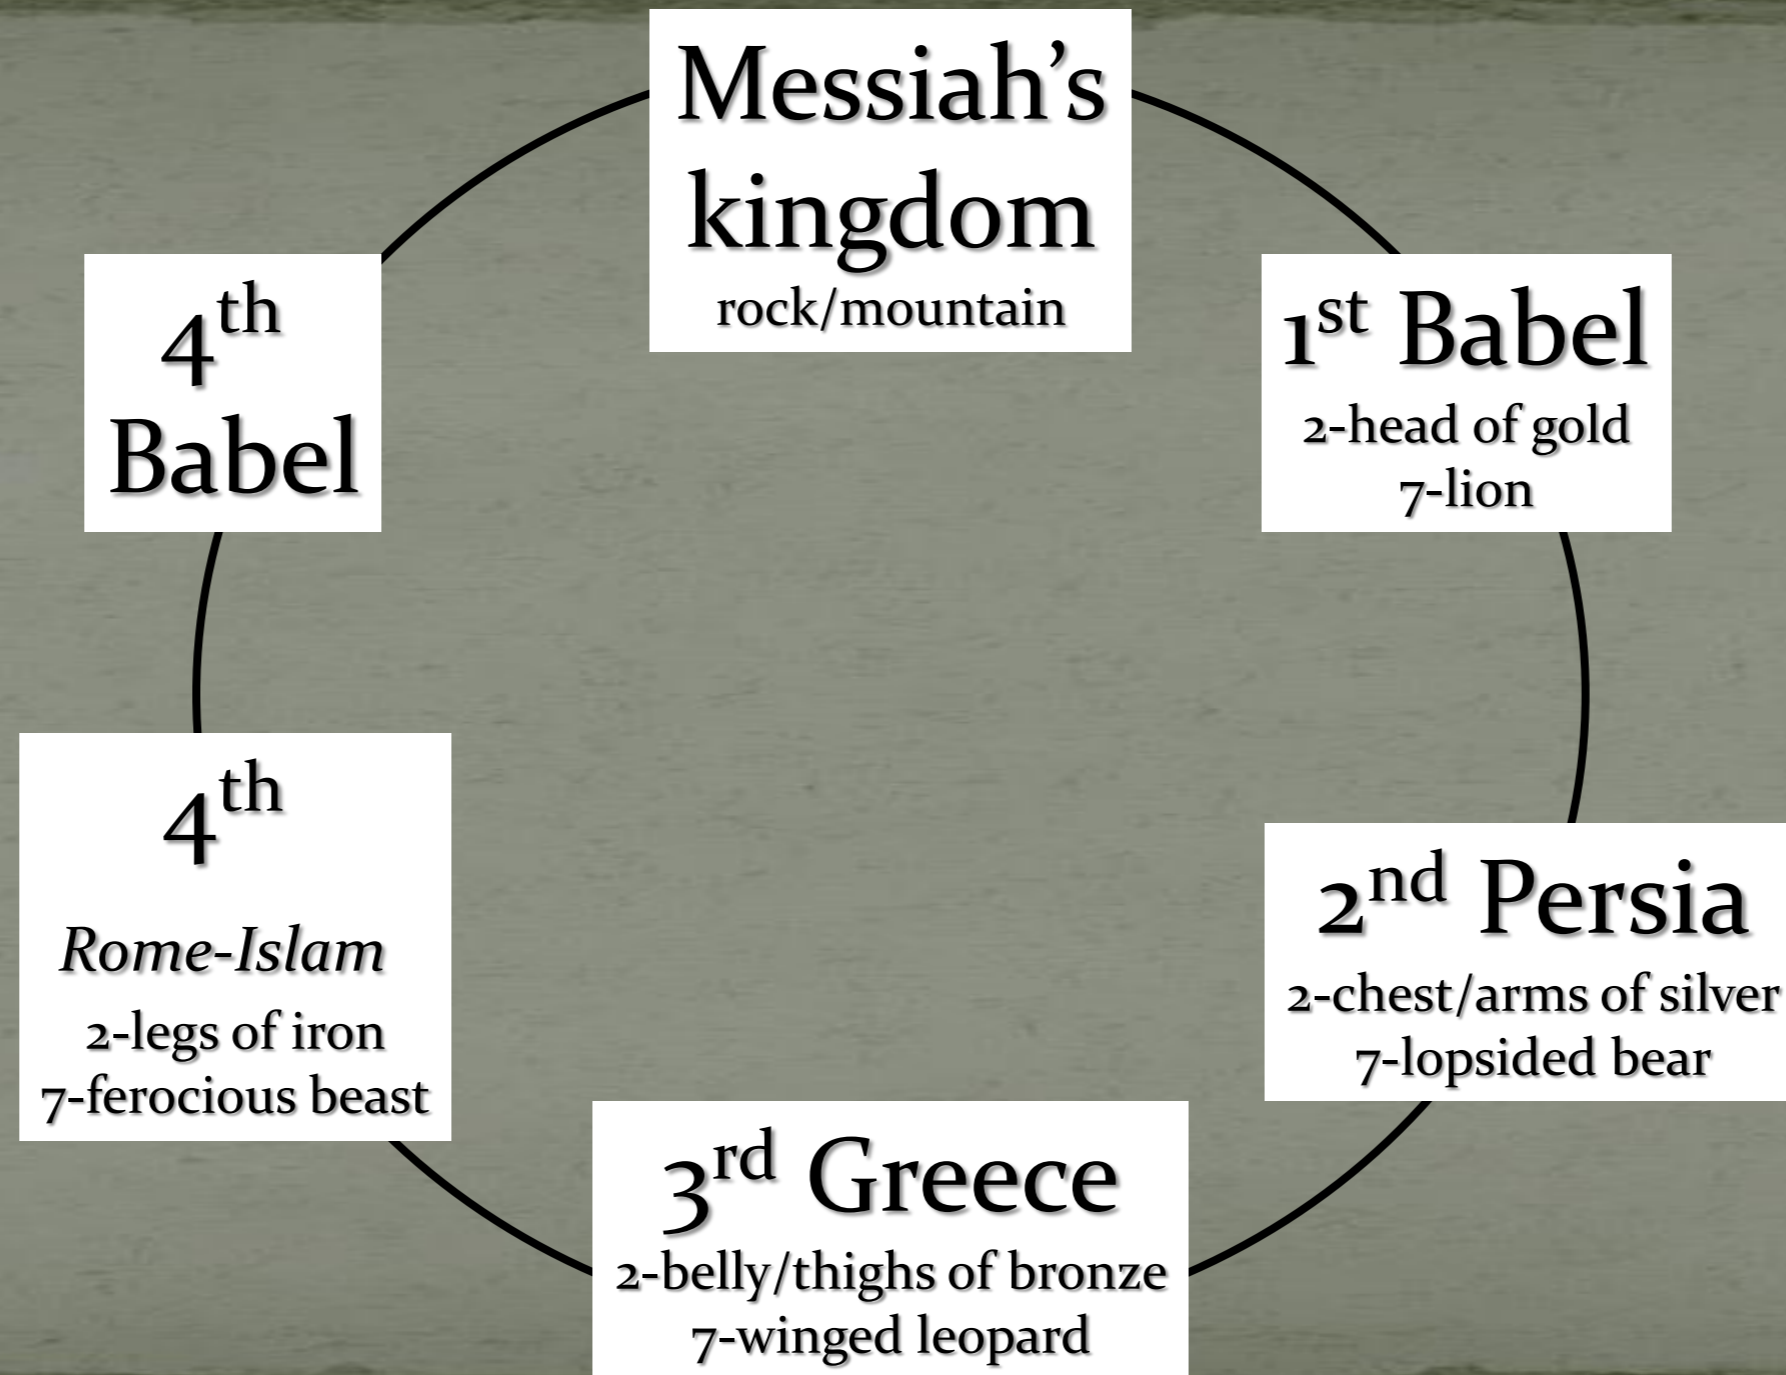 Messiah’s
kingdom
rock/mountain
1st Babel
2-head of gold
7-lion
2nd Persia
2-chest/arms of silver
7-lopsided bear
3rd Greece
2-belly/thighs of bronze
7-winged leopard
4th
Rome-Islam
2-legs of iron
7-ferocious beast
4th
Babel